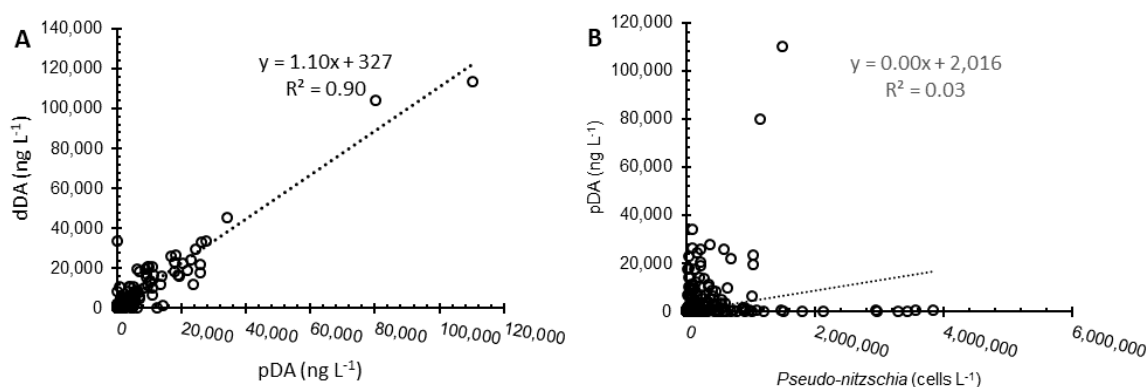 A
140,000
120,000
100,000
80,000
60,000
40,000
20,000
0
dDA (ng L⁻¹)
y = 1.10x + 327
R² = 0.90
0
20,000
40,000
60,000
80,000
100,000
120,000
pDA (ng L⁻¹)
B
120,000
100,000
80,000
60,000
40,000
20,000
0
pDA (ng L⁻¹)
y = 0.00x + 2,016
R² = 0.03
0
2,000,000
4,000,000
6,000,000
Pseudo-nitzschia (cells L⁻¹)